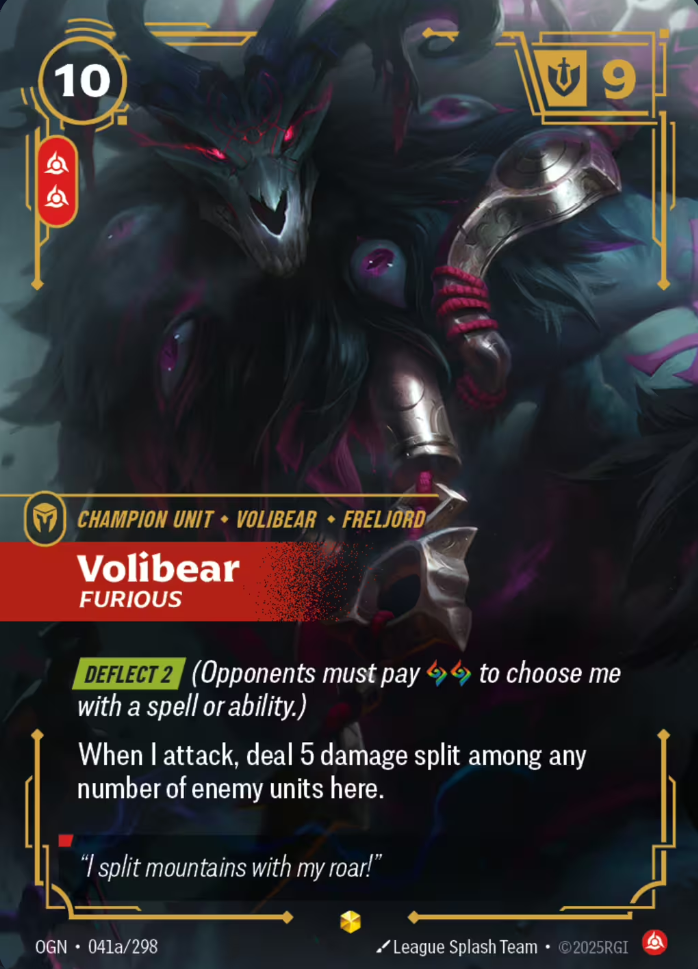 10
9
CHAMPION UNIT • VOLIBEAR • FRELJORD
Volibear
FURIOUS
DEFLECT 2 (Opponents must pay to choose me
with a spell or ability.)
When I attack, deal 5 damage split among any
number of enemy units here.
“I split mountains with my roar!”
OGN • 041a/298
League Splash Team • ©2025RGI